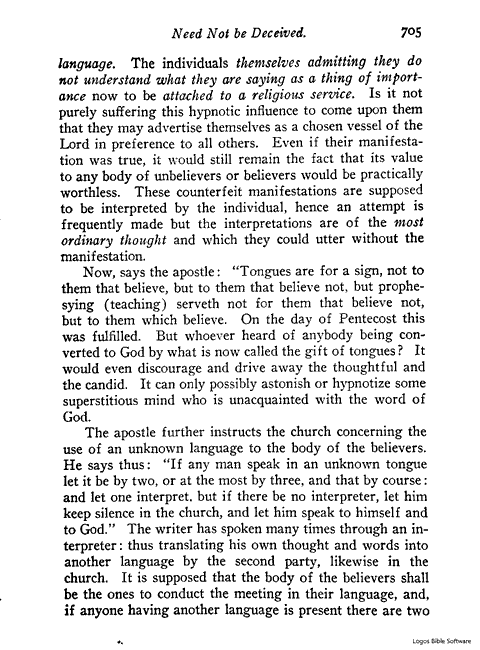 Need Not be Deceived. 705
language. The individuals themselves admitting they do
not understand what they are saying as a thing of import-
ance now to be attached to a religious service. Is it not
purely suffering this hypnotic influence to come upon them
that they may advertise themselves as a chosen vessel of the
Lord in preference to all others. Even if their manifesta-
tion was true, it would still remain the fact that its value
to any body of unbelievers or believers would be practically
worthless. These counterfeit manifestations are supposed
to be interpreted by the individual, hence an attempt is
frequently made but the interpretations are of the most
ordinary thought and which they could utter without the
manifestation.
Now, says the apostle: "Tongues are for a sign, not to
them that believe, but to them that believe not, but prophe-
sying (teaching) serveth not for them that believe not,
but to them which believe. On the day of Pentecost this
was fulfilled. But whoever heard of anybody being con-
verted to God by what is now called the gift of tongues? It
would even discourage and drive away the thoughtful and
the candid. It can only possibly astonish or hypnotize some
superstitious mind who is unacquainted with the word of
God.
The apostle further instructs the church concerning the
use of an unknown language to the body of the believers.
He says thus: "If any man speak in an unknown tongue
let it be by two, or at the most by three, and that by course:
and let one interpret, but if there be no interpreter, let him
keep silence in the church, and let him speak to himself and
to God." The writer has spoken many times through an in-
terpreter: thus translating his own thought and words into
another language by the second party, likewise in the
church. It is supposed that the body of the believers shall
be the ones to conduct the meeting in their language, and,
if anyone having another language is present there are two
Logos Bible Software